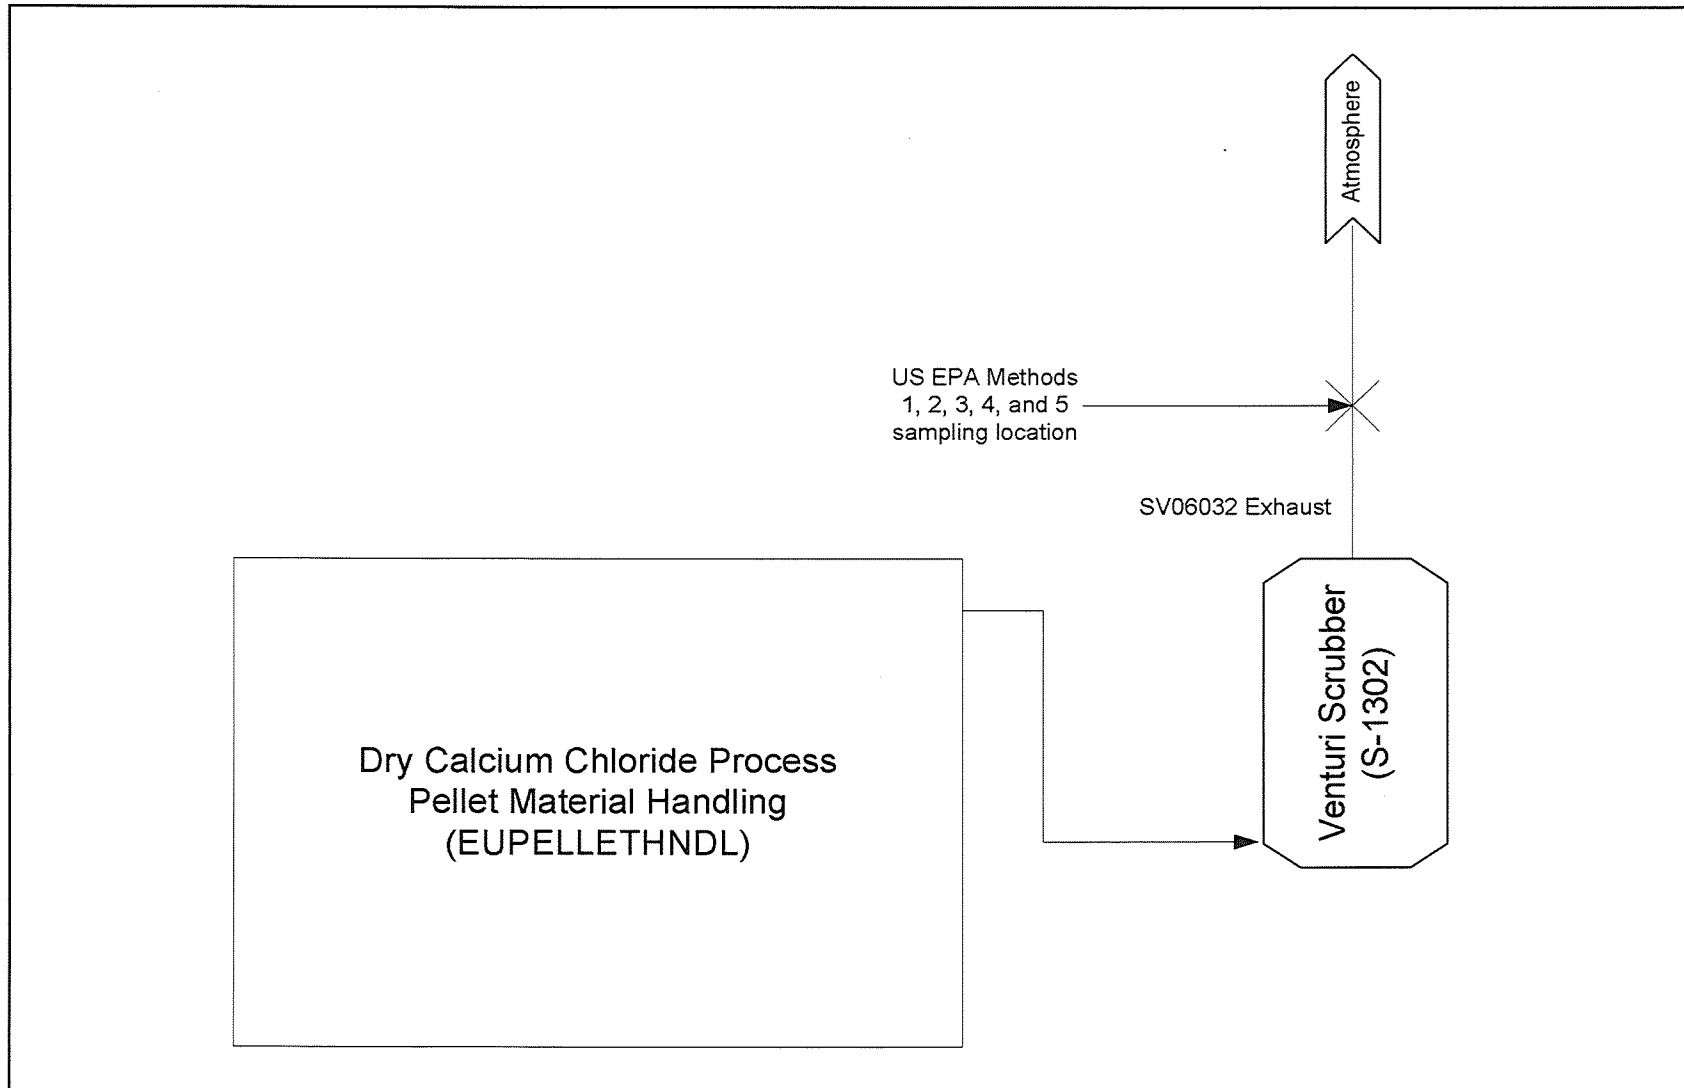 Atmosphere
US EPA Methods
1, 2, 3, 4, and 5
sampling location
SV06032 Exhaust
Dry Calcium Chloride Process
Pellet Material Handling
(EUPELLETHNDL)
Venturi Scrubber
(S-1302)